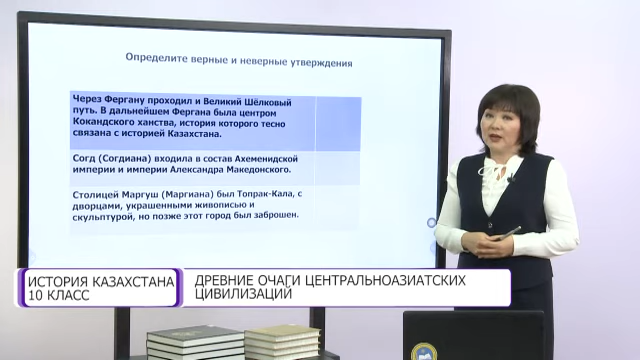 Определите верные и неверные утверждения
Через Фергану проходил и Великий Шёлковый
путь. В дальнейшем Фергана была центром
Кокандского ханства, история которого тесно
связана с историей Казахстана.
Согд (Согдиана) входила в состав Ахеменидской
империи и империи Александра Македонского.
Столицей Маргуш (Маргиана) был Топрак-Кала, с
дворцами, украшенными живописью и
скульптурой, но позже этот город был заброшен.
ИСТОРИЯ КАЗАХСТАНА
10 КЛАСС
ДРЕВНИЕ ОЧАГИ ЦЕНТРАЛЬНОАЗИАТСКИХ
ЦИВИЛИЗАЦИЙ